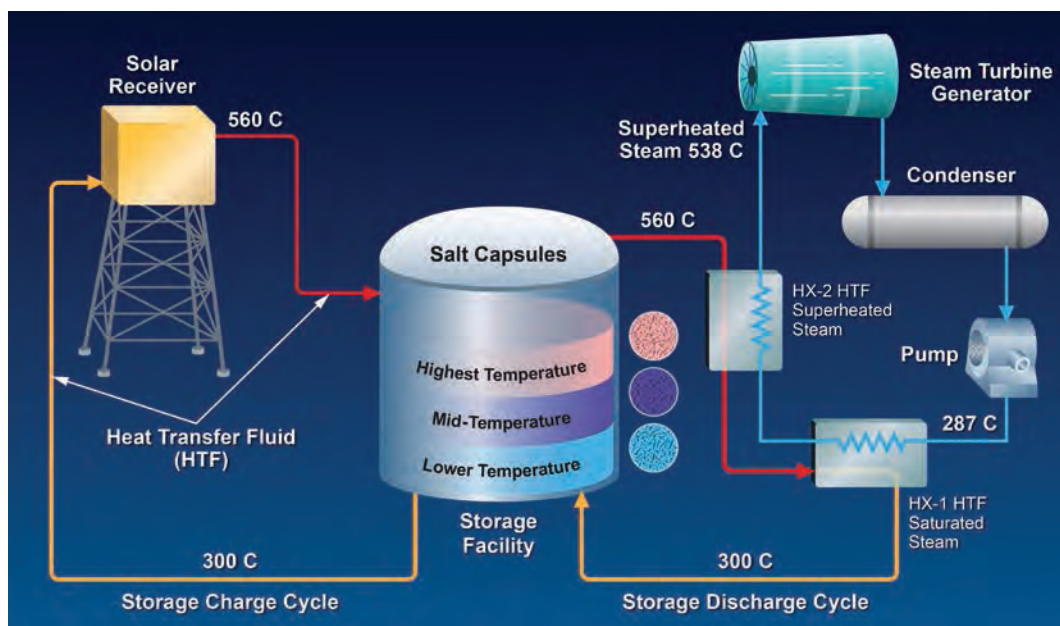 Solar
Receiver
560 C
Superheated
Steam 538 C
Steam Turbine
Generator
Condenser
Salt Capsules
560 C
HX-2 HTF
Superheated
Steam
Pump
Highest Temperature
Mid-Temperature
Lower Temperature
Heat Transfer Fluid
(HTF)
287 C
HX-1 HTF
Saturated
Steam
Storage
Facility
300 C
Storage Charge Cycle
300 C
Storage Discharge Cycle